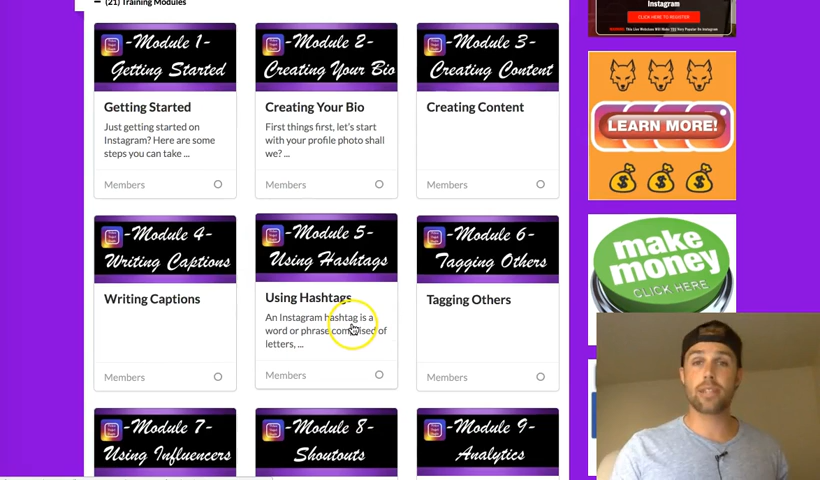 (21) Training Modules
-Module 1-
Getting Started
Getting Started
Just getting started on
Instagram? Here are some
steps you can take ...
Members
-Module 2-
Creating Your Bio
Creating Your Bio
First things first, let's start
with your profile photo shall
we? ...
Members
-Module 3-
Creating Content
Creating Content
Members
-Module 4-
Writing Captions
Writing Captions
Members
-Module 5-
Using Hashtags
Using Hashtags
An Instagram hashtag is a
word or phrase comprised of
letters, ...
Members
-Module 6-
Tagging Others
Tagging Others
Members
-Module 7-
Using Influencers
-Module 8-
Shoutouts
-Module 9-
Analytics
Instagram
CLICK HERE TO REGISTER
LEARN MORE!
make
money
CLICK HERE